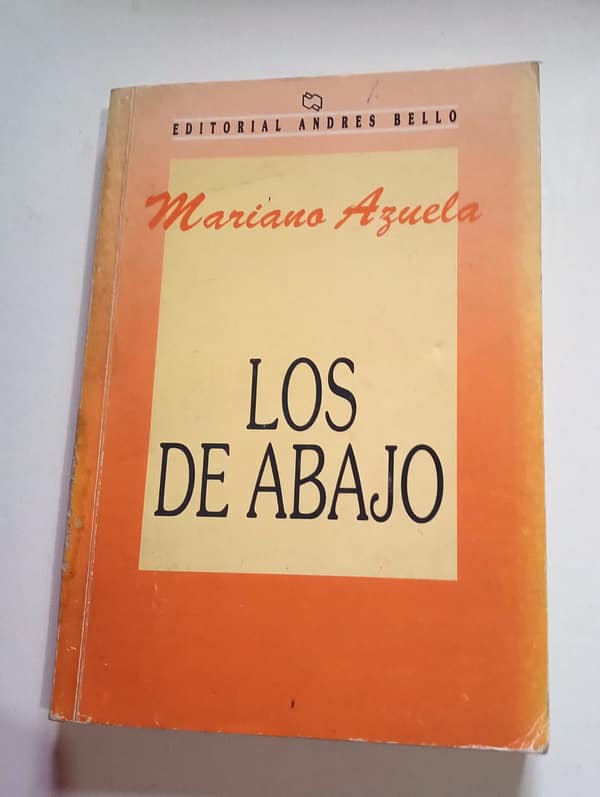 EDITORIAL ANDRES BELLO
Mariano Azuela
LOS
DE ABAJO